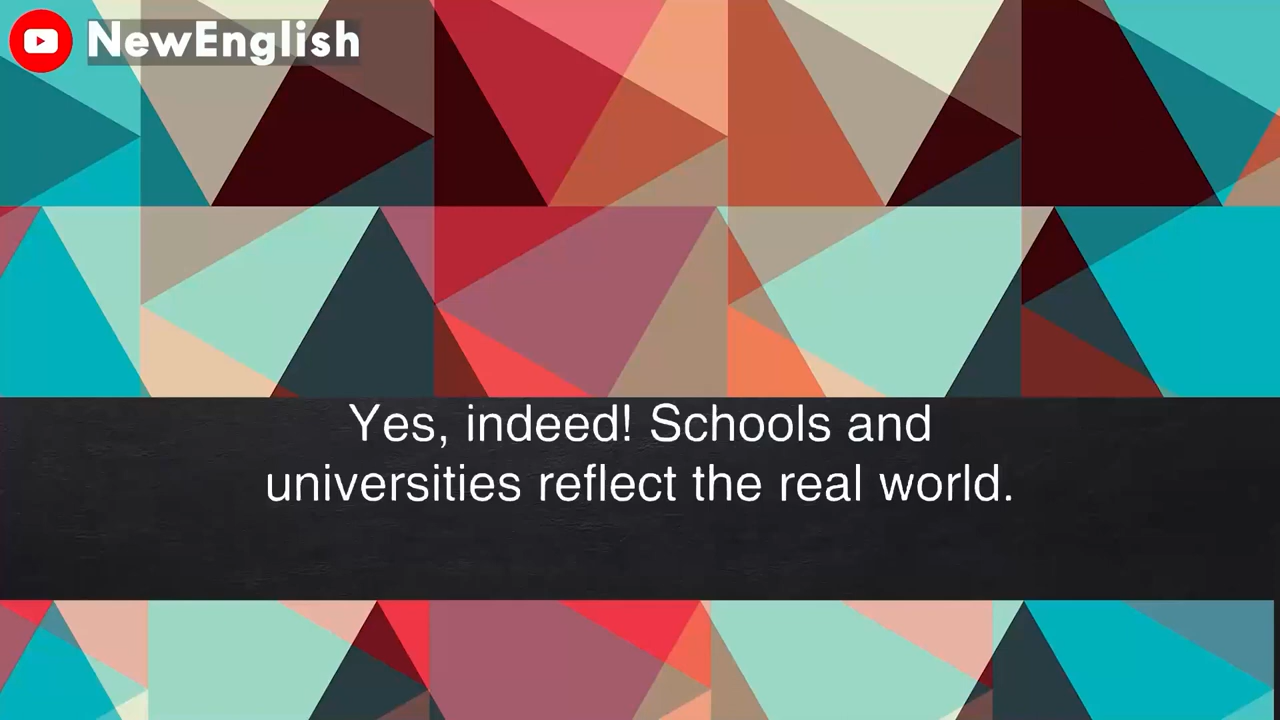 NewEnglish
Yes, indeed! Schools and
universities reflect the real world.